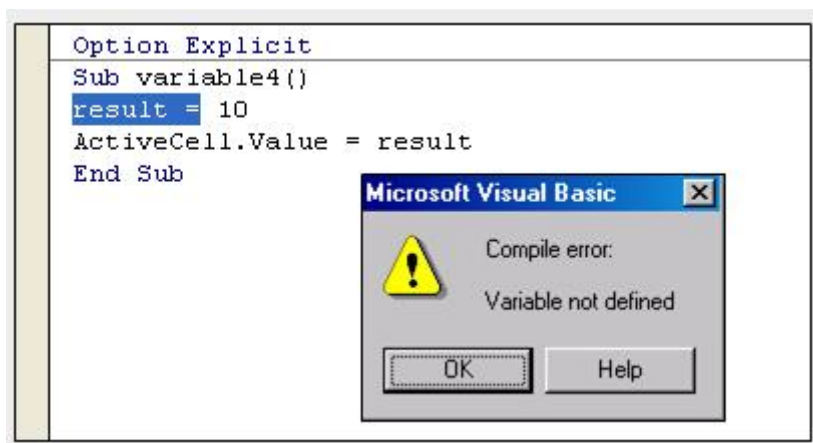 Option Explicit
Sub variable4()
result = 10
ActiveCell.Value = result
End Sub
Microsoft Visual Basic
Compile error:
Variable not defined
OK
Help